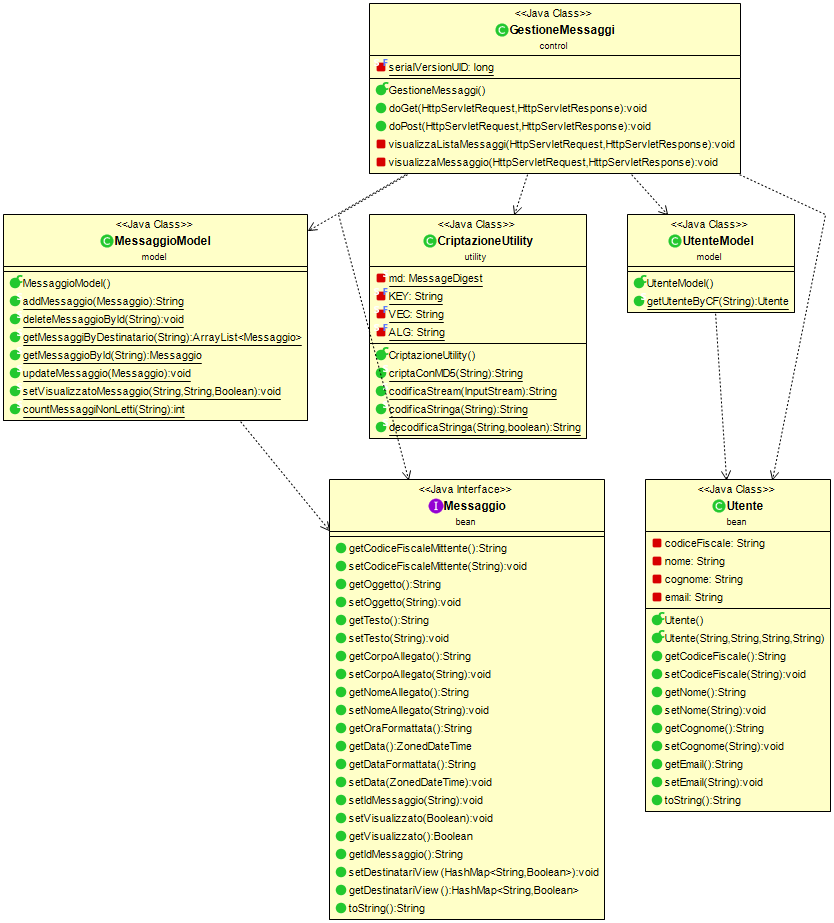 <<Java Class>>
GestioneMessaggi
control
serialVersionUID: long
GestioneMessaggi()
doGet(HttpServletRequest,HttpServletResponse):void
doPost(HttpServletRequest,HttpServletResponse):void
visualizzaListaMessaggi(HttpServletRequest,HttpServletResponse):void
visualizzaMessaggio(HttpServletRequest,HttpServletResponse):void
<<Java Class>>
MessaggioModel
model
MessaggioModel()
addMessaggio(Messaggio):String
deleteMessaggioById(String):void
getMessaggiByDestinatario(String):ArrayList<Messaggio>
getMessaggioById(String):Messaggio
updateMessaggio(Messaggio):void
setVisualizzatoMessaggio(String,String,Boolean):void
countMessaggiNonLetti(String):int
<<Java Class>>
CriptazioneUtility
utility
md: MessageDigest
KEY: String
VEC: String
ALG: String
CriptazioneUtility()
criptaConMD5(String):String
codificaStream(InputStream):String
codificaStringa(String):String
decodificaStringa(String,boolean):String
<<Java Class>>
UtenteModel
model
UtenteModel()
getUtenteByCF(String):Utente
<<Java Interface>>
Messaggio
bean
getCodiceFiscaleMittente():String
setCodiceFiscaleMittente(String):void
getOggetto():String
setOggetto(String):void
getTesto():String
setTesto(String):void
getCorpoAllegato():String
setCorpoAllegato(String):void
getNomeAllegato():String
setNomeAllegato(String):void
getOraFormattata():String
getData():ZonedDateTime
getDataFormattata():String
setData(ZonedDateTime):void
setIdMessaggio(String):void
setVisualizzato(Boolean):void
getVisualizzato():Boolean
getIdMessaggio():String
setDestinatariView(HashMap<String,Boolean>):void
getDestinatariView():HashMap<String,Boolean>
toString():String
<<Java Class>>
Utente
bean
codiceFiscale: String
nome: String
cognome: String
email: String
Utente()
Utente(String,String,String,String)
getCodiceFiscale():String
setCodiceFiscale(String):void
getNome():String
setNome(String):void
getCognome():String
setCognome(String):void
getEmail():String
setEmail(String):void
toString():String